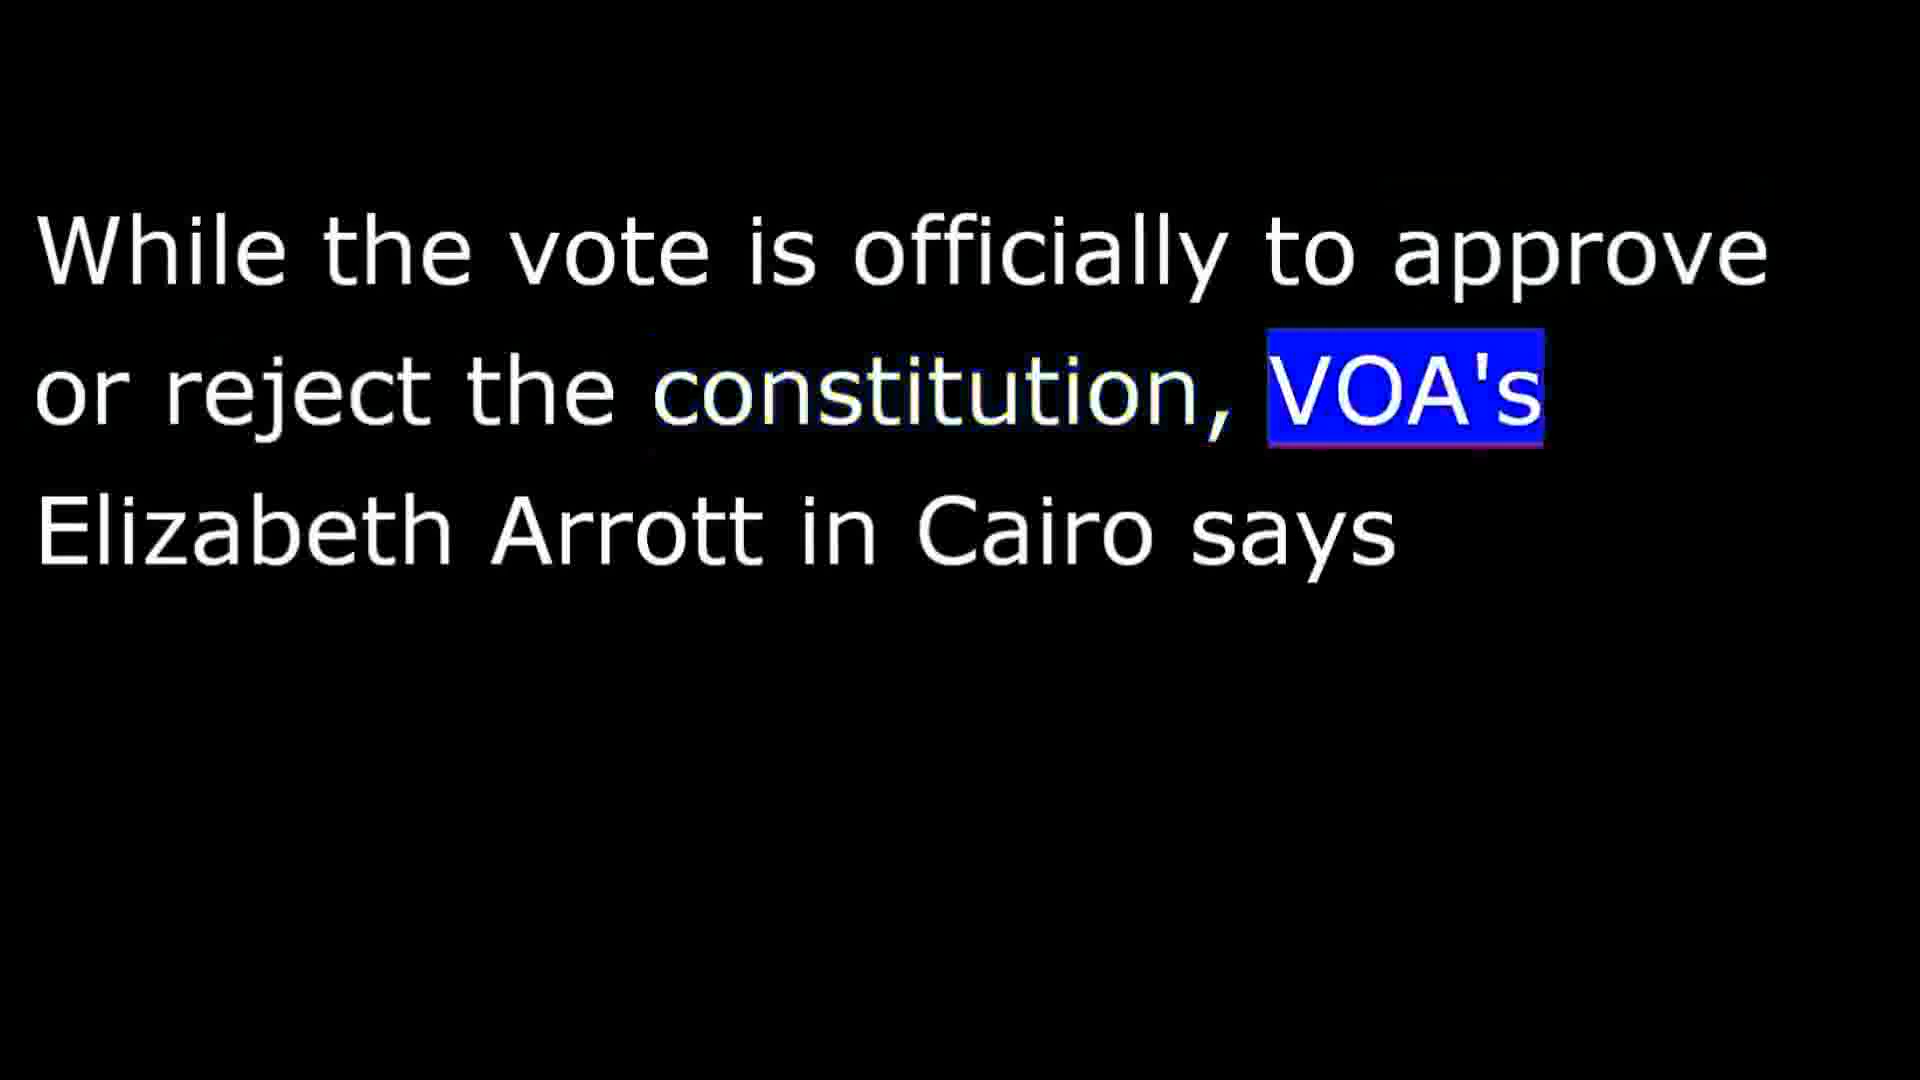 While the vote is officially to approve
or reject the constitution, VOA's
Elizabeth Arrott in Cairo says